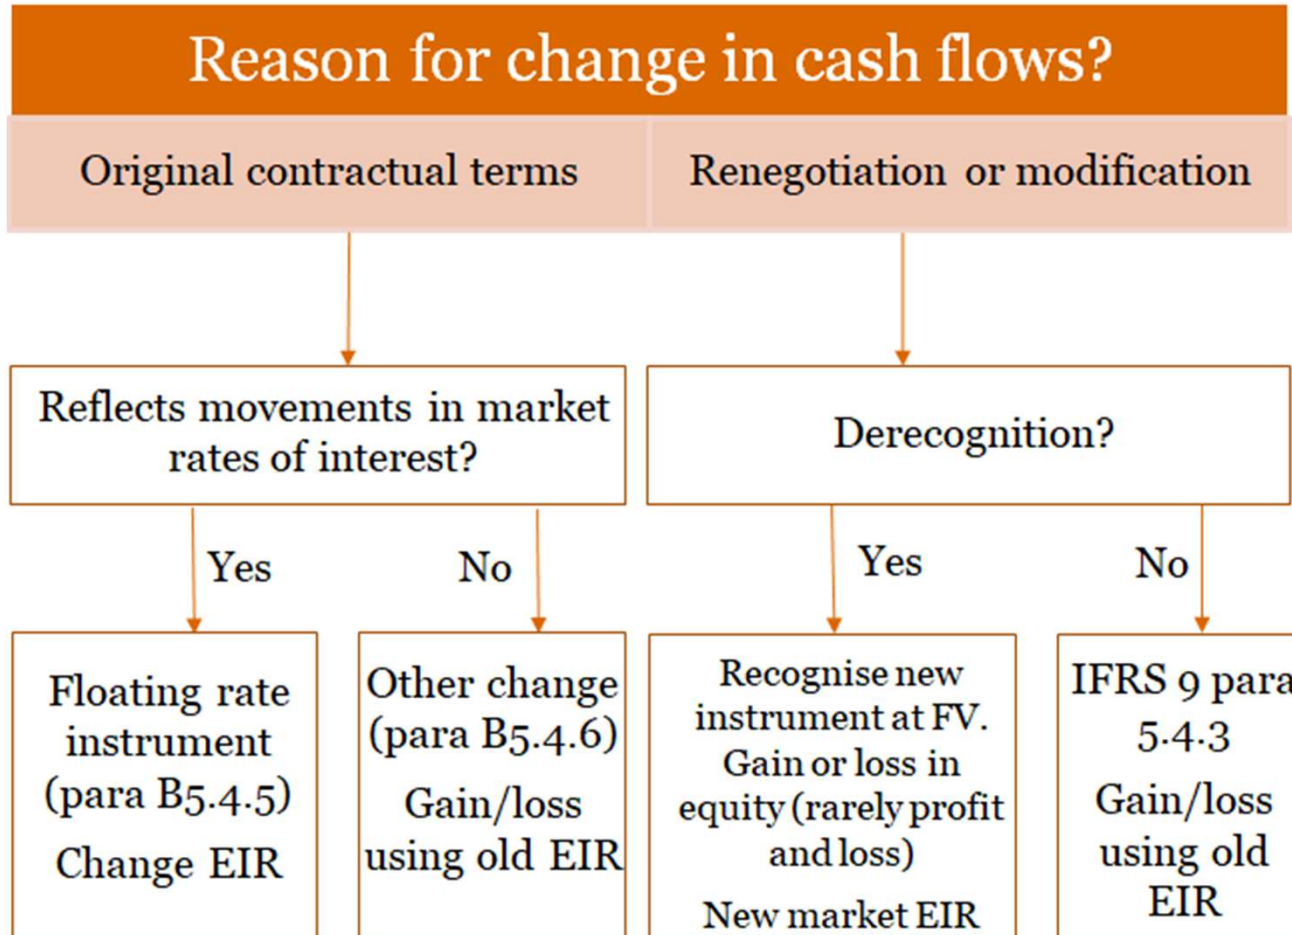 Reason for change in cash flows?
Original contractual terms
Renegotiation or modification
Reflects movements in market
rates of interest?
Derecognition?
Yes
No
Yes
No
Floating rate
instrument
(para B5.4.5)
Change EIR
Other change
(para B5.4.6)
Gain/loss
using old EIR
Recognise new
instrument at FV.
Gain or loss in
equity (rarely profit
and loss)
New market EIR
IFRS 9 para
5.4.3
Gain/loss
using old
EIR